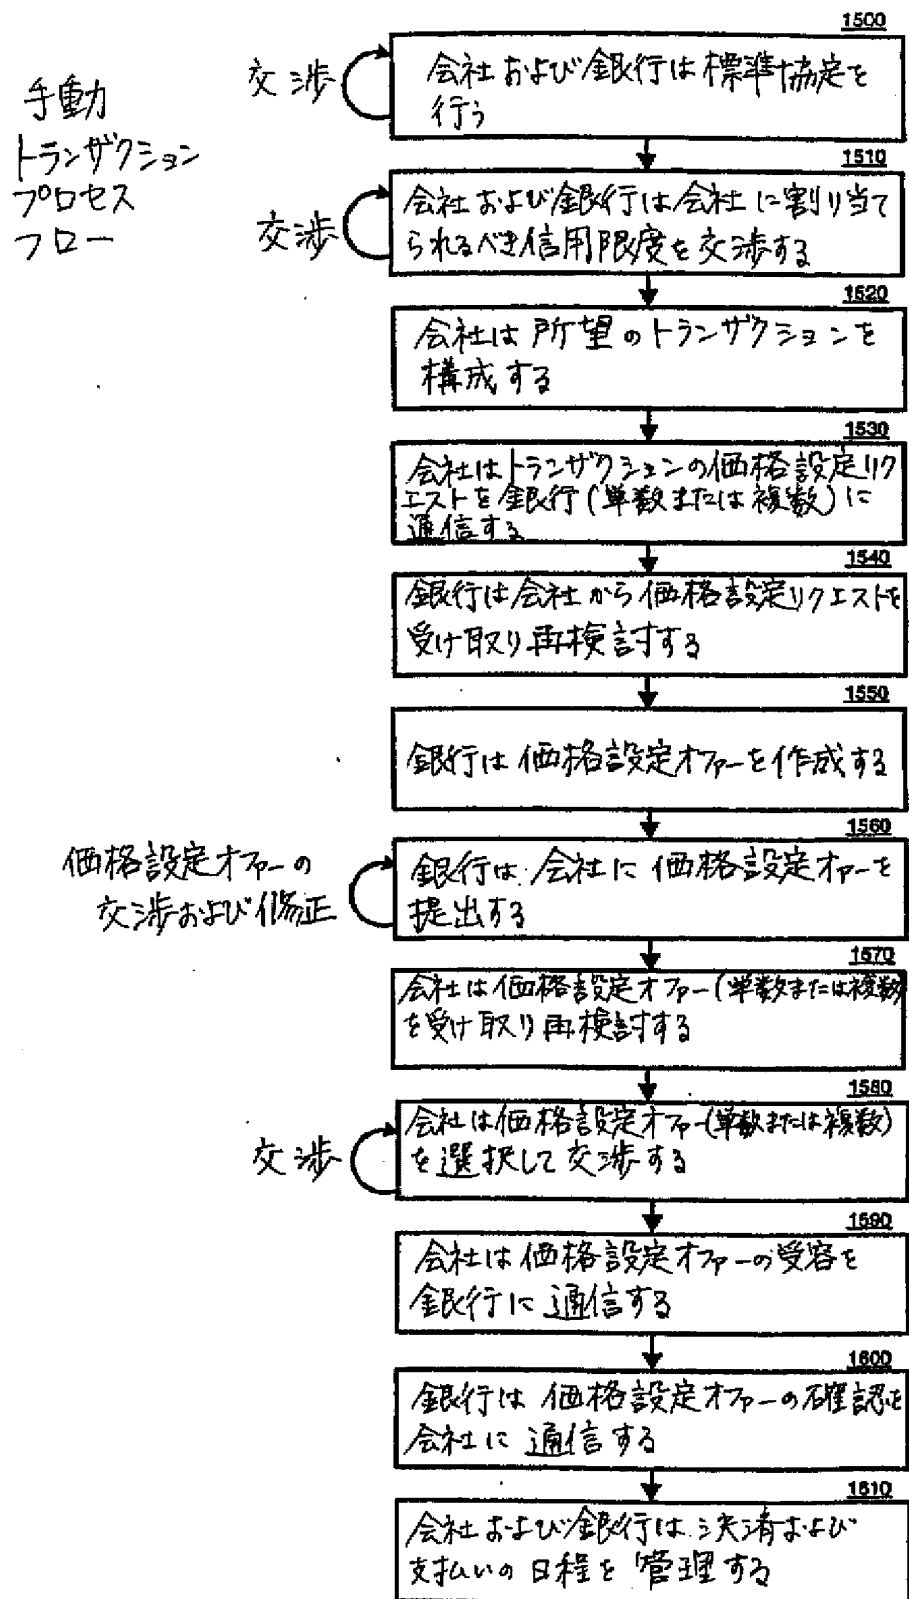 手動
トランザクション
プロセス
フロー
1500
交渉
会社および銀行は標準協定を
行う
1510
交渉
会社および銀行は会社に割り当て
られるべき信用限度を交渉する
1520
会社は所望のトランザクションを
構成する
1530
会社はトランザクションの価格設定リク
エストを銀行(単数または複数)に
通信する
1540
銀行は会社から価格設定リクエストを
受け取り再検討する
1550
銀行は価格設定オファーを作成する
1560
価格設定オファーの
交渉および修正
銀行は会社に価格設定オファーを
提出する
1570
会社は価格設定オファー(単数または複数)
を受け取り再検討する
1580
交渉
会社は価格設定オファー(単数または複数)
を選択して交渉する
1590
会社は価格設定オファーの受容を
銀行に通信する
1600
銀行は価格設定オファーの確認を
会社に通信する
1610
会社および銀行は決済および
支払いの日程を管理する